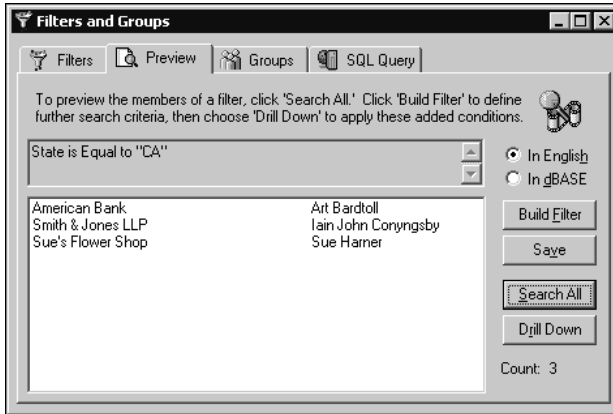 Filters and Groups
Filters Preview Groups SQL Query
To preview the members of a filter, click 'Search All.' Click 'Build Filter' to define
further search criteria, then choose 'Drill Down' to apply these added conditions.
State is Equal to "CA"
In English
In dBASE
American Bank Art Bardtoll
Smith & Jones LLP Iain John Conyngsby
Sue's Flower Shop Sue Harner
Build Filter
Save
Search All
Drill Down
Count: 3